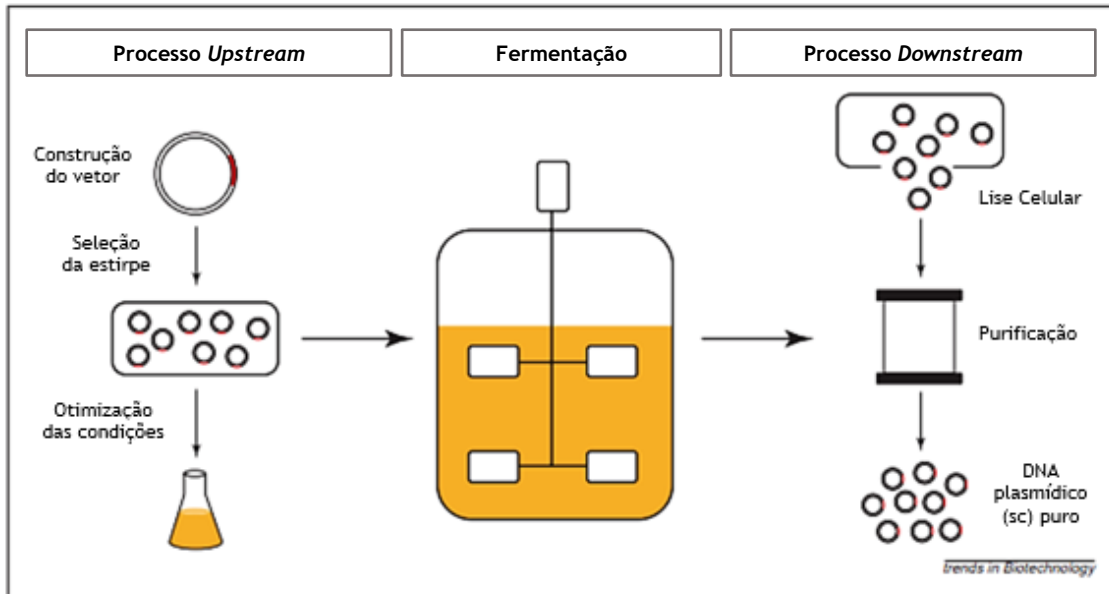 Processo Upstream
Fermentação
Processo Downstream
Construção
do vetor
Seleção
da estirpe
Otimização
das condições
Lise Celular
Purificação
DNA
plasmídico
(sc) puro
trends in Biotechnology